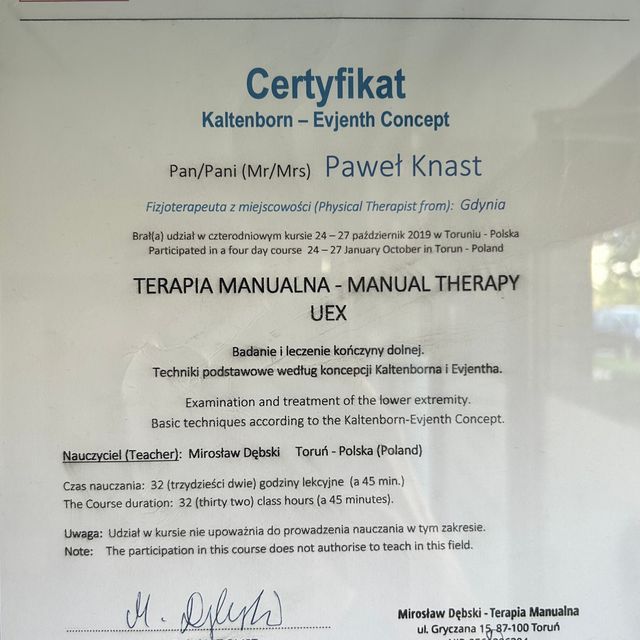 Certyfikat
Kaltenborn – Evjenth Concept
Pan/Pani (Mr/Mrs) Paweł Knast
Fizjoterapeuta z miejscowości (Physical Therapist from): Gdynia
Brał(a) udział w czterodniowym kursie 24 – 27 październik 2019 w Toruniu - Polska
Participated in a four day course 24 – 27 January October in Torun - Poland
TERAPIA MANUALNA - MANUAL THERAPY
UEX
Badanie i leczenie kończyny dolnej.
Techniki podstawowe według koncepcji Kaltenborna i Evjentha.
Examination and treatment of the lower extremity.
Basic techniques according to the Kaltenborn-Evjenth Concept.
Nauczyciel (Teacher): Mirosław Dębski Toruń - Polska (Poland)
Czas nauczania: 32 (trzydzieści dwie) godziny lekcyjne (a 45 min.)
The Course duration: 32 (thirty two) class hours (a 45 minutes).
Uwaga: Udział w kursie nie upoważnia do prowadzenia nauczania w tym zakresie.
Note: The participation in this course does not authorise to teach in this field.
M. Dębski
Mirosław Dębski - Terapia Manualna
ul. Gryczana 15, 87-100 Toruń